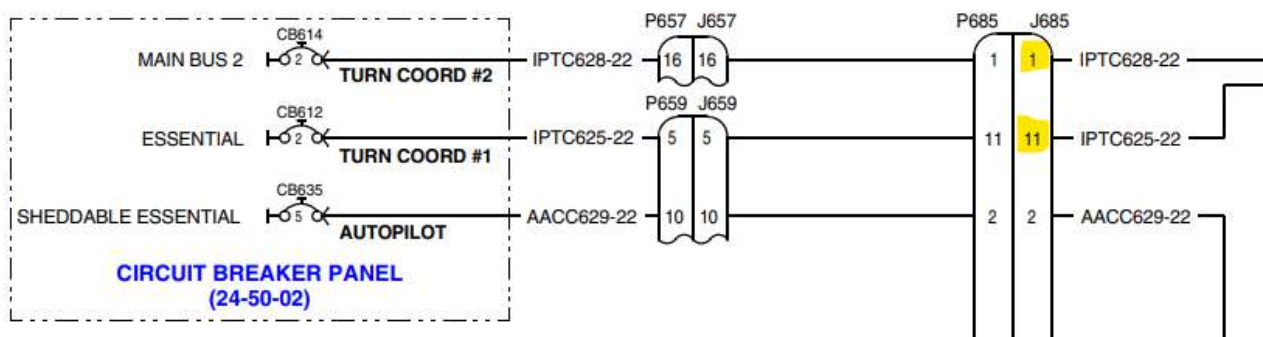 P657 J657
P685 J685
CB614
MAIN BUS 2 2 IPTC628-22 16 16 1 1 IPTC628-22
TURN COORD #2
P659 J659
CB612
ESSENTIAL 2 IPTC625-22 5 5 11 11 IPTC625-22
TURN COORD #1
CB635
SHEDDABLE ESSENTIAL 5 AACC629-22 10 10 2 2 AACC629-22
AUTOPILOT
CIRCUIT BREAKER PANEL
(24-50-02)